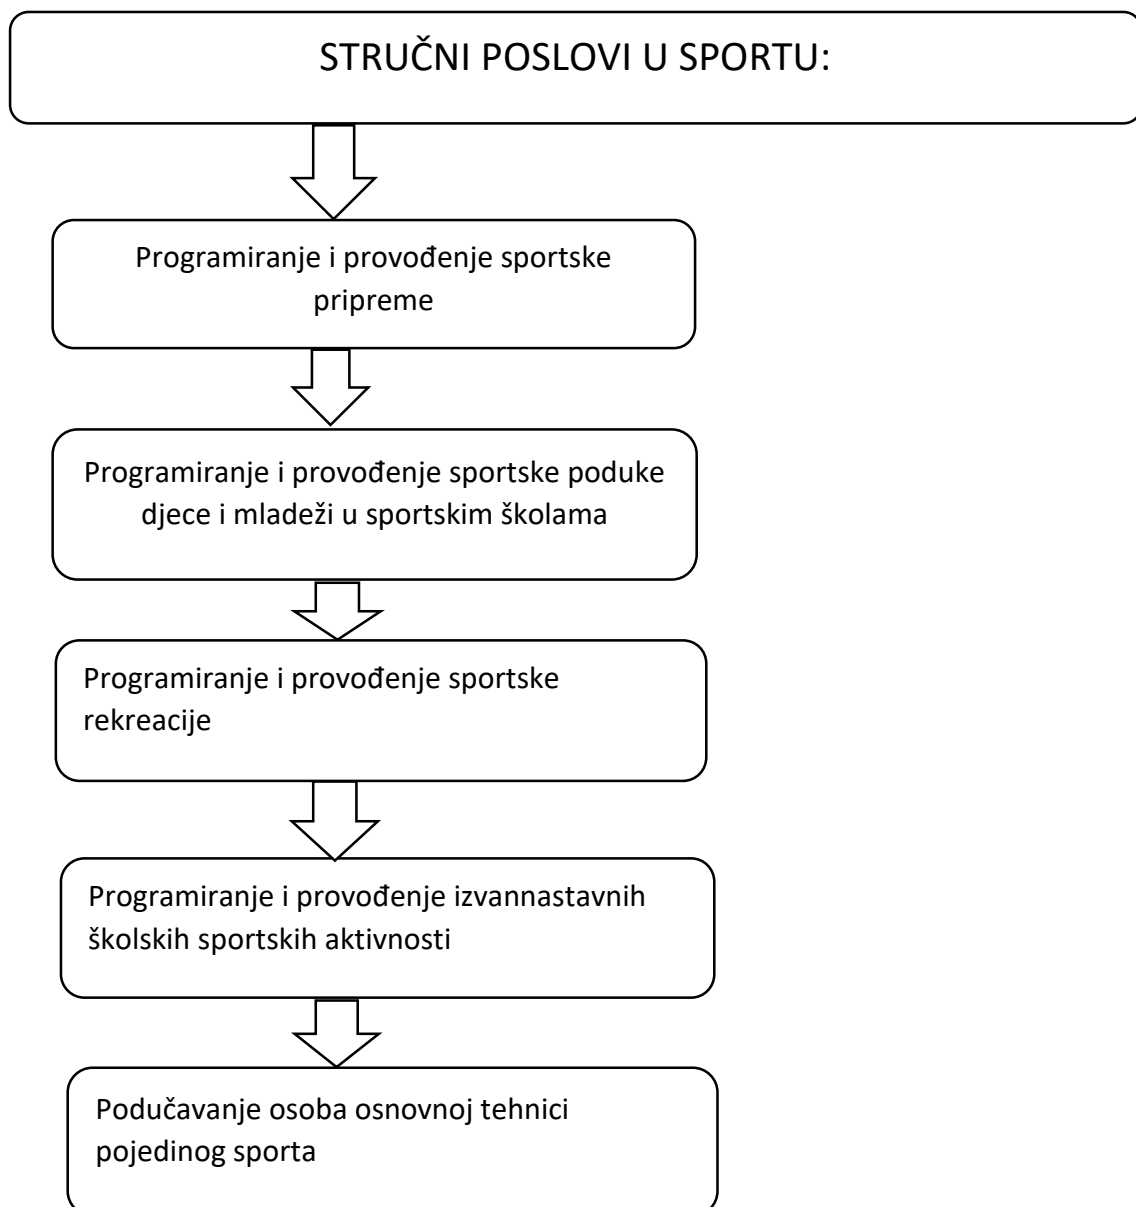 STRUČNI POSLOVI U SPORTU:
Programiranje i provođenje sportske
pripreme
Programiranje i provođenje sportske poduke
djece i mladeži u sportskim školama
Programiranje i provođenje sportske
rekreacije
Programiranje i provođenje izvannastavnih
školskih sportskih aktivnosti
Podučavanje osoba osnovnoj tehnici
pojedinog sporta